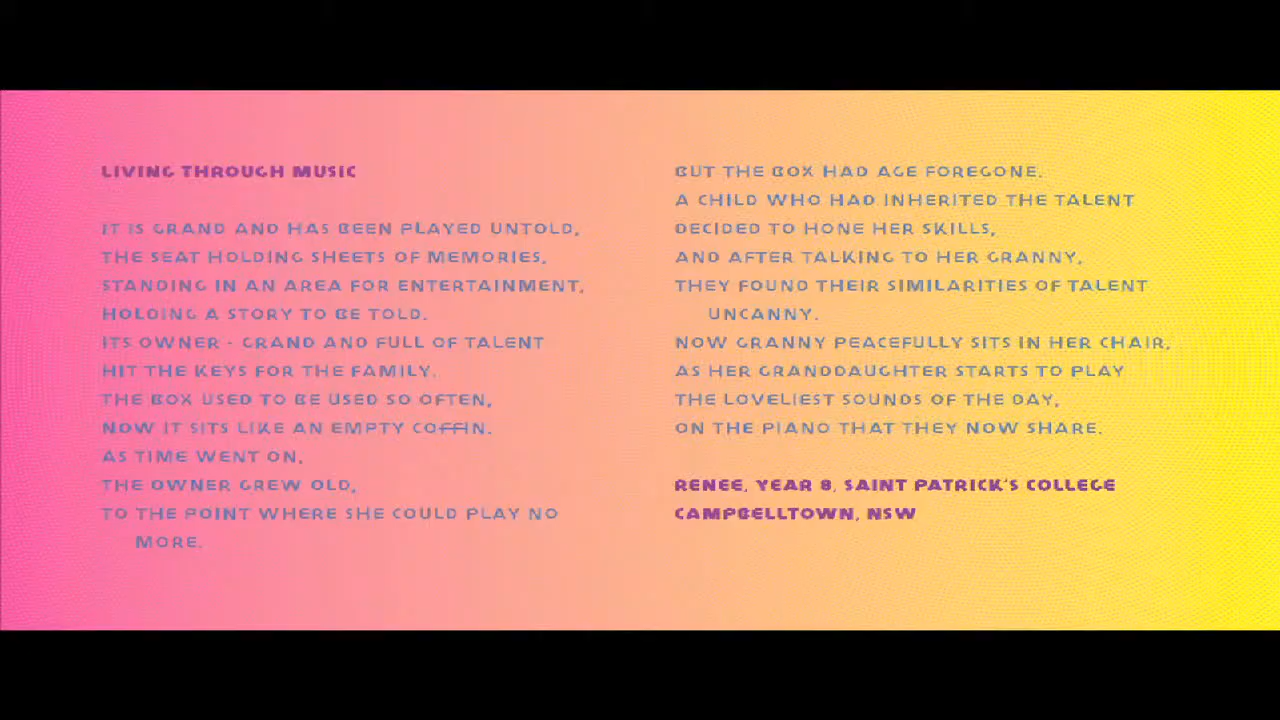 LIVING THROUGH MUSIC
IT IS GRAND AND HAS BEEN PLAYED UNTOLD,
THE SEAT HOLDING SHEETS OF MEMORIES,
STANDING IN AN AREA FOR ENTERTAINMENT,
HOLDING A STORY TO BE TOLD.
ITS OWNER - GRAND AND FULL OF TALENT
HIT THE KEYS FOR THE FAMILY.
THE BOX USED TO BE USED SO OFTEN,
NOW IT SITS LIKE AN EMPTY COFFIN.
AS TIME WENT ON,
THE OWNER GREW OLD,
TO THE POINT WHERE SHE COULD PLAY NO
MORE.
BUT THE BOX HAD AGE FOREGONE.
A CHILD WHO HAD INHERITED THE TALENT
DECIDED TO HONE HER SKILLS,
AND AFTER TALKING TO HER GRANNY,
THEY FOUND THEIR SIMILARITIES OF TALENT
UNCANNY.
NOW GRANNY PEACEFULLY SITS IN HER CHAIR,
AS HER GRANDDAUGHTER STARTS TO PLAY
THE LOVELIEST SOUNDS OF THE DAY,
ON THE PIANO THAT THEY NOW SHARE.
RENEE, YEAR 8, SAINT PATRICK'S COLLEGE
CAMPBELLTOWN, NSW